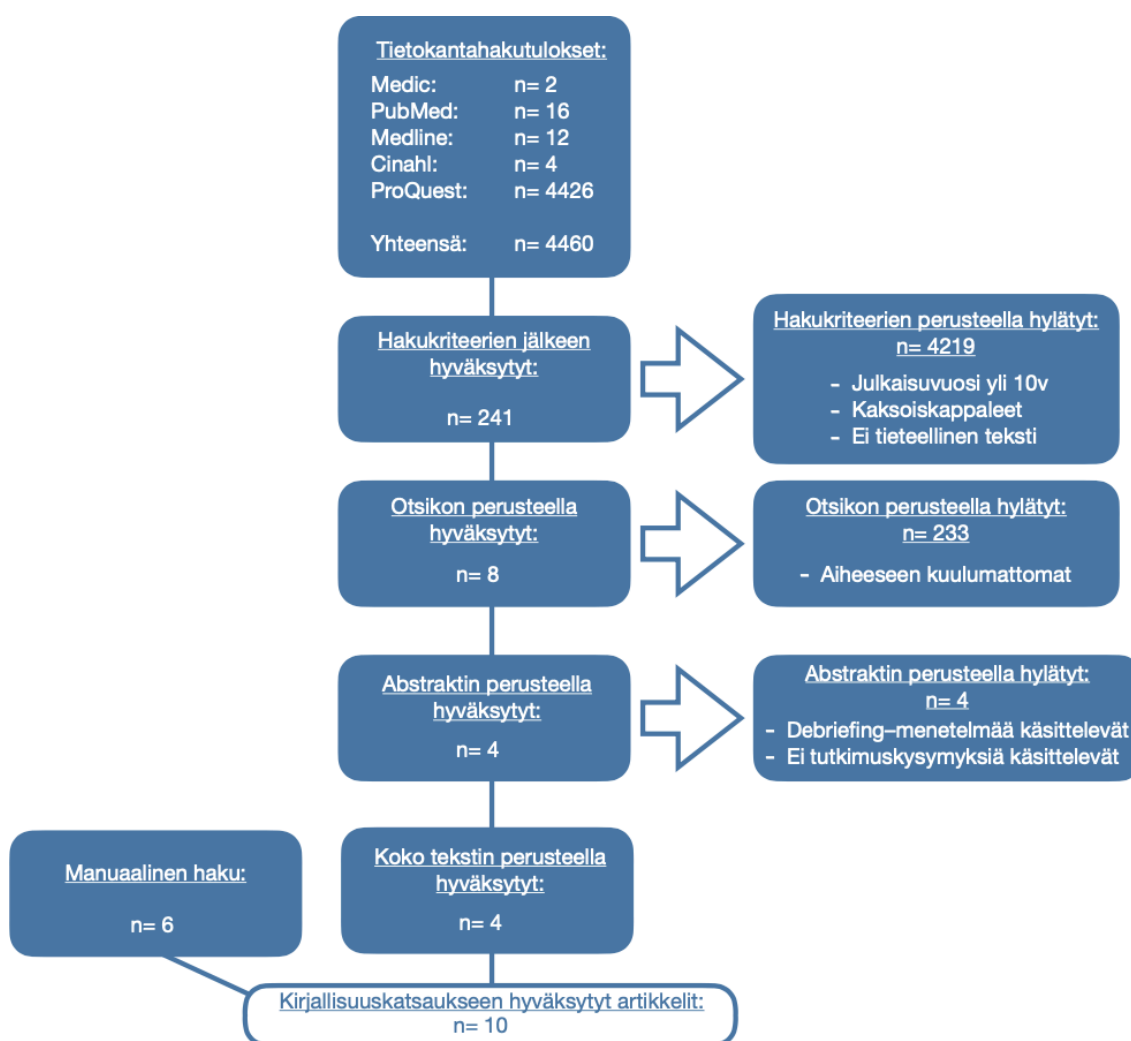 Tietokantahakutulokset:
Medic: n= 2
PubMed: n= 16
Medline: n= 12
Cinahl: n= 4
ProQuest: n= 4426
Yhteensä: n= 4460
Hakukriteerien jälkeen
hyväksytyt:
n= 241
Hakukriteerien perusteella hylätyt:
n= 4219
- Julkaisuvuosi yli 10v
- Kaksoiskappaleet
- Ei tieteellinen teksti
Otsikon perusteella
hyväksytyt:
n= 8
Otsikon perusteella hylätyt:
n= 233
- Aiheeseen kuulumattomat
Abstraktin perusteella
hyväksytyt:
n= 4
Abstraktin perusteella hylätyt:
n= 4
- Debriefing–menetelmää käsittelevät
- Ei tutkimuskysymyksiä käsittelevät
Manuaalinen haku:
n= 6
Koko tekstin perusteella
hyväksytyt:
n= 4
Kirjallisuuskatsaukseen hyväksytyt artikkelit:
n= 10